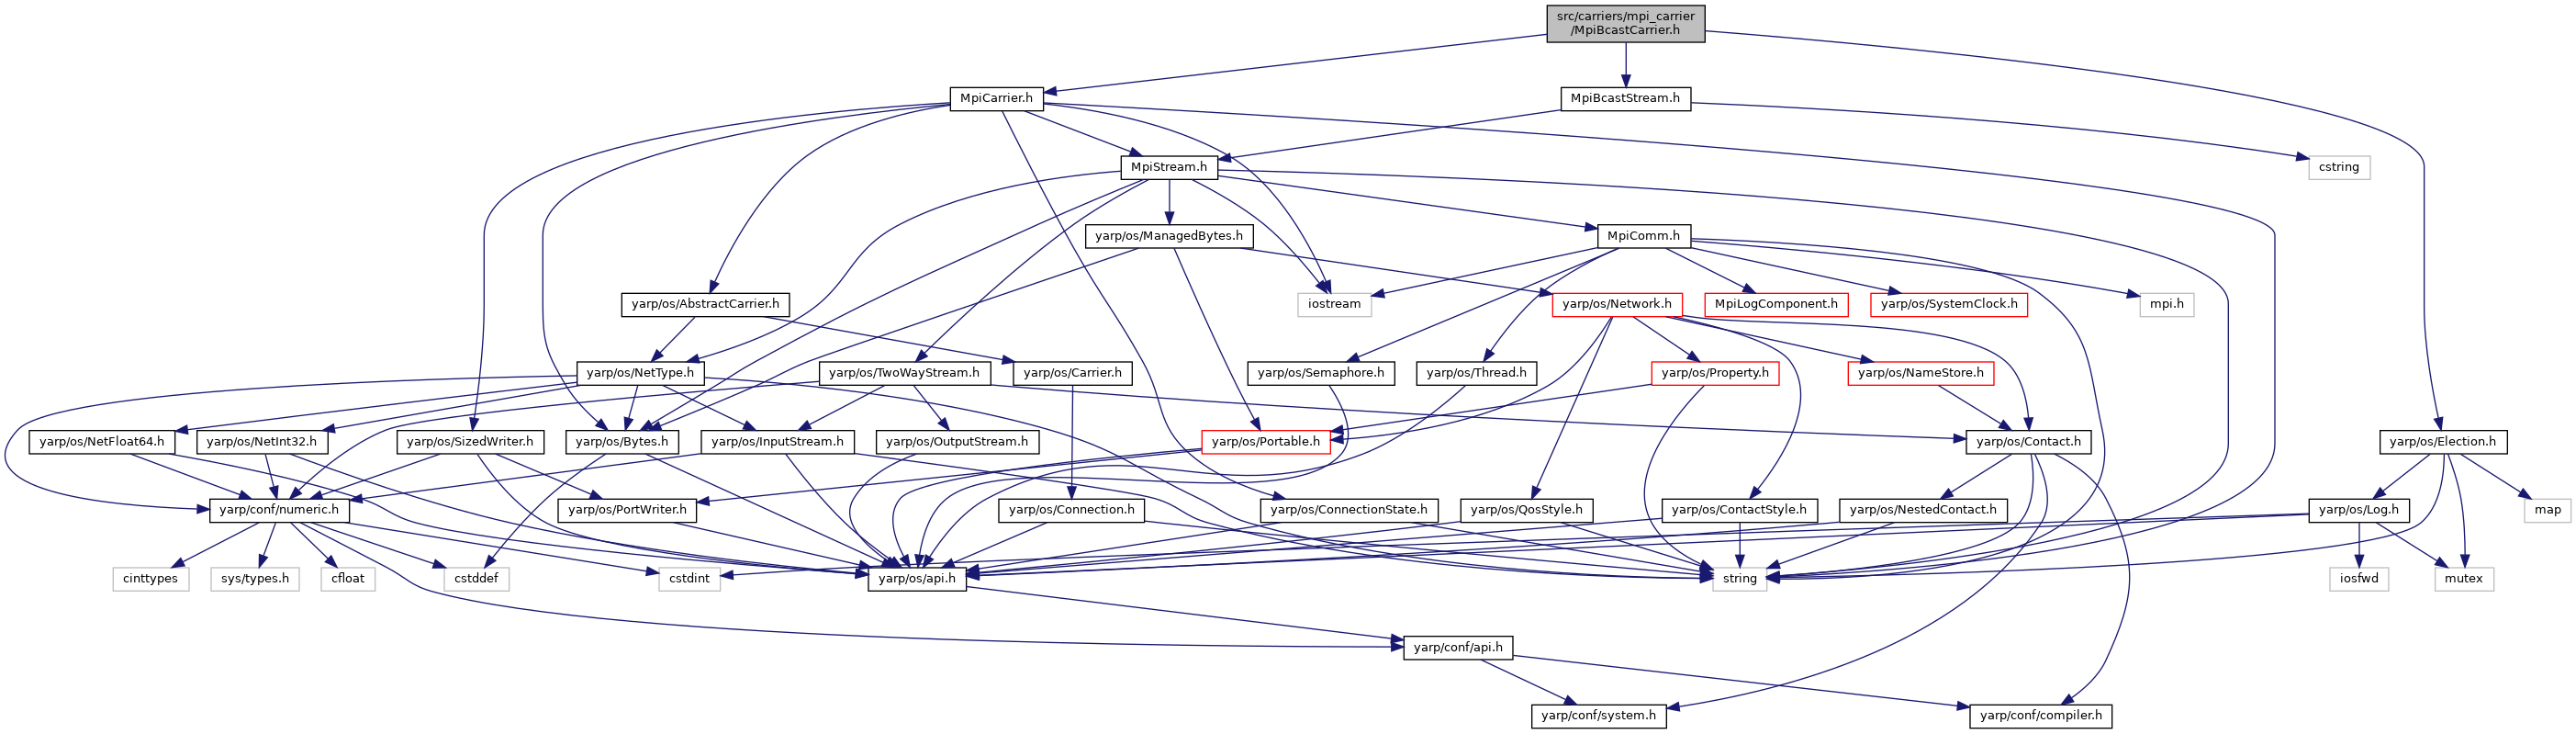 src/carriers/mpi_carrier
/MpiBcastCarrier.h
MpiCarrier.h
MpiBcastStream.h
MpiStream.h
cstring
yarp/os/ManagedBytes.h
MpiComm.h
yarp/os/AbstractCarrier.h
iostream
yarp/os/Network.h
MpiLogComponent.h
yarp/os/SystemClock.h
mpi.h
yarp/os/NetType.h
yarp/os/TwoWayStream.h
yarp/os/Carrier.h
yarp/os/Semaphore.h
yarp/os/Thread.h
yarp/os/Property.h
yarp/os/NameStore.h
yarp/os/NetFloat64.h
yarp/os/NetInt32.h
yarp/os/SizedWriter.h
yarp/os/Bytes.h
yarp/os/InputStream.h
yarp/os/OutputStream.h
yarp/os/Portable.h
yarp/os/Contact.h
yarp/os/Election.h
yarp/conf/numeric.h
yarp/os/PortWriter.h
yarp/os/Connection.h
yarp/os/ConnectionState.h
yarp/os/QosStyle.h
yarp/os/ContactStyle.h
yarp/os/NestedContact.h
yarp/os/Log.h
map
cinttypes
sys/types.h
cfloat
cstddef
cstdint
yarp/os/api.h
string
iosfwd
mutex
yarp/conf/api.h
yarp/conf/system.h
yarp/conf/compiler.h